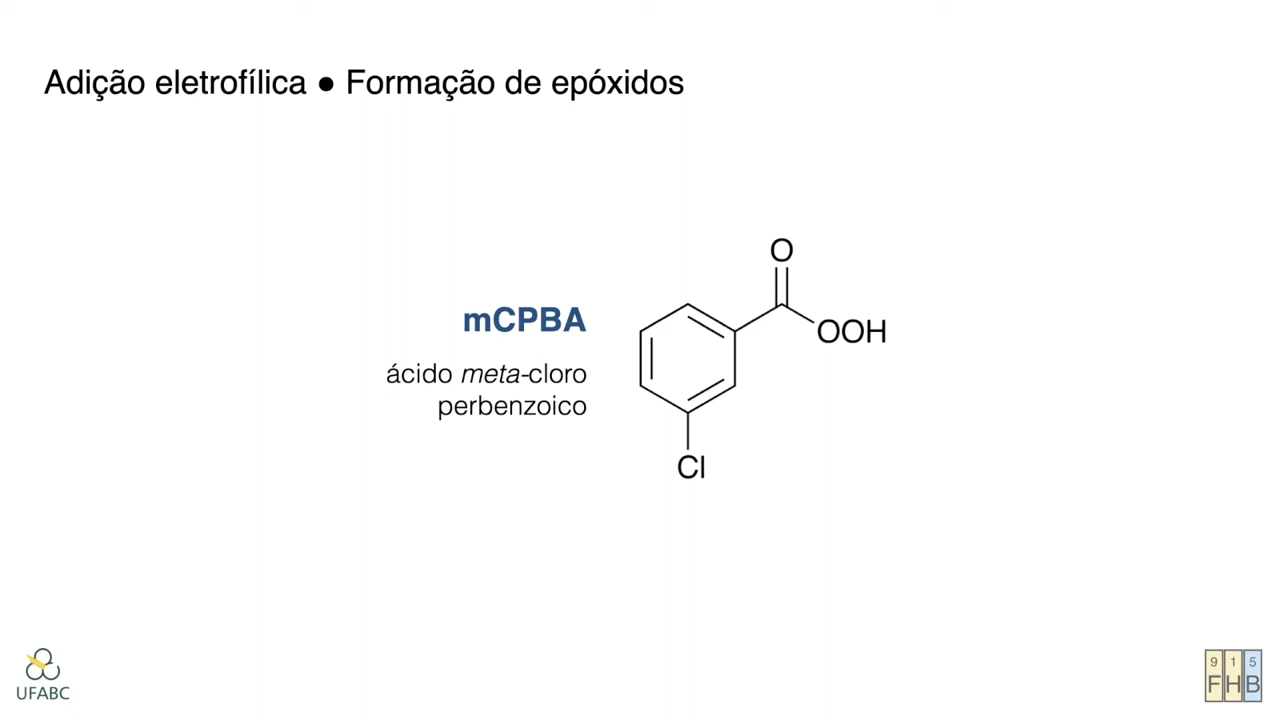 Adição eletrofílica ● Formação de epóxidos
O
mCPBA
OOH
ácido meta-cloro
perbenzoico
Cl
UFABC
9 1 5
F H B